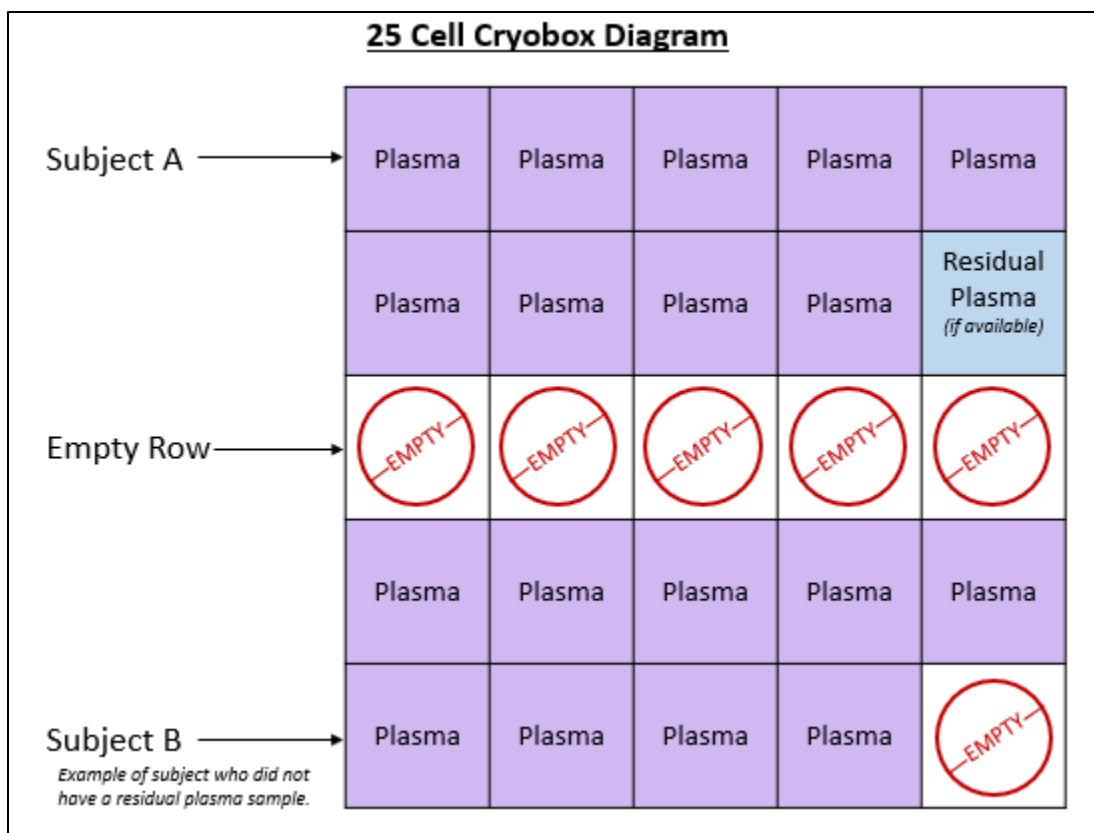 25 Cell Cryobox Diagram
Subject A
Plasma Plasma Plasma Plasma Plasma
Plasma Plasma Plasma Plasma Residual
Plasma
(if available)
Empty Row
EMPTY EMPTY EMPTY EMPTY EMPTY
Plasma Plasma Plasma Plasma Plasma
Subject B
Example of subject who did not
have a residual plasma sample.
Plasma Plasma Plasma Plasma EMPTY